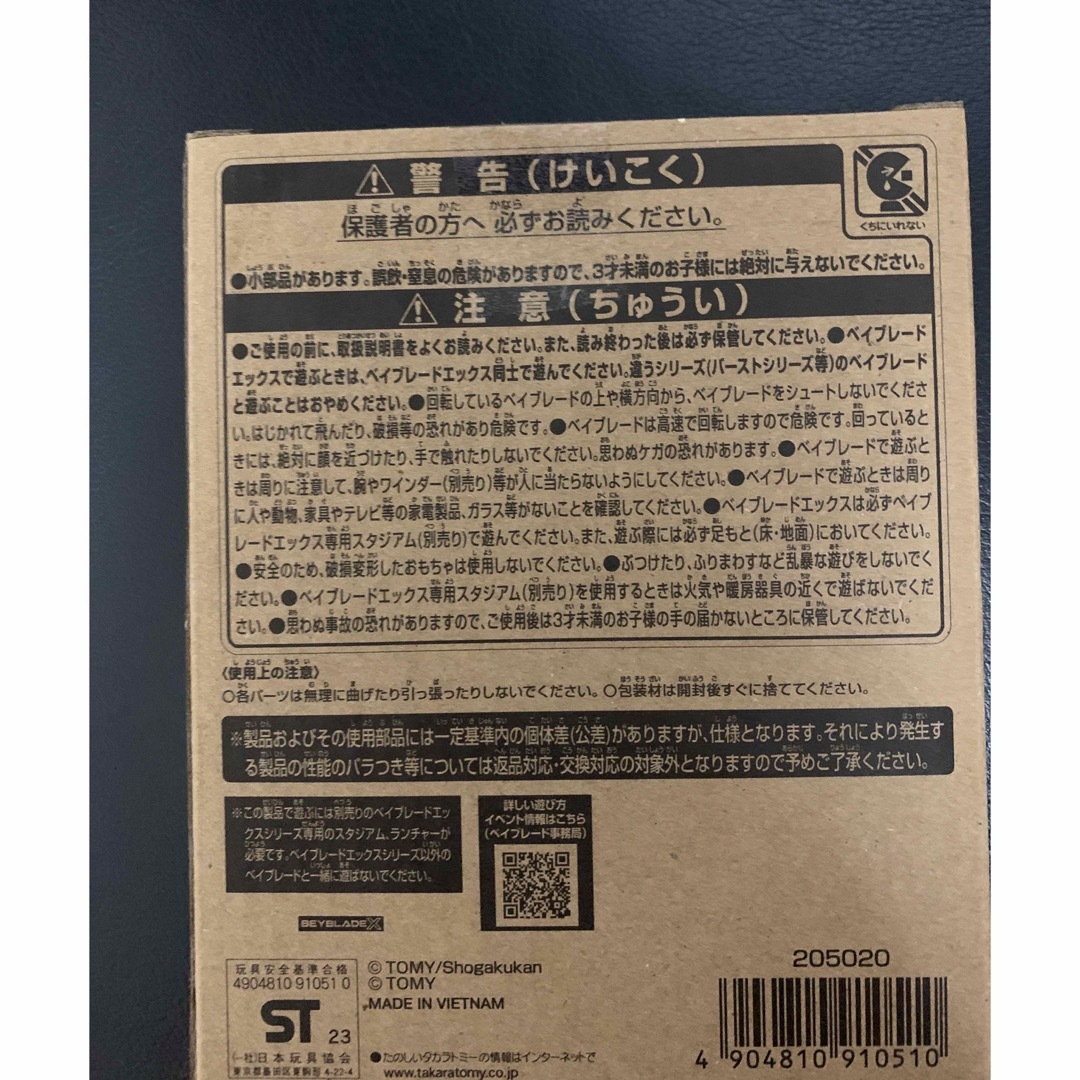 ⚠警 告(けいこく)
くちにいれない
保護者の方へ 必ずお読みください。
●小部品があります。誤飲・窒息の危険がありますので、3才未満のお子様には絶対に与えないでください。
⚠注 意(ちゅうい)
●ご使用の前に、取扱説明書をよくお読みください。また、読み終わった後は必ず保管してください。●ベイブレード
エックスで遊ぶときは、ベイブレードエックス同士で遊んでください。違うシリーズ(バーストシリーズ等)のベイブレード
と遊ぶことはおやめください。●回転しているベイブレードの上や横方向から、ベイブレードをシュートしないでくださ
い。はじかれて飛んだり、破損等の恐れがあり危険です。●ベイブレードは高速で回転しますので危険です。回っていると
きには、絶対に顔を近づけたり、手で触れたりしないでください。思わぬケガの恐れがあります。●ベイブレードで遊ぶと
きは周りに注意して、腕やワインダー(別売り)等が人に当たらないようにしてください。●ベイブレードで遊ぶときは周り
に人や動物、家具やテレビ等の家電製品、ガラス等がないことを確認してください。●ベイブレードエックスは必ずベイブ
レードエックス専用スタジアム(別売り)で遊んでください。また、遊ぶ際には必ず足もと(床・地面)においてください。
●安全のため、破損変形したおもちゃは使用しないでください。●ぶつけたり、ふりまわすなど乱暴な遊びをしないでく
ださい。●ベイブレードエックス専用スタジアム(別売り)を使用するときは火気や暖房器具の近くで遊ばないでくだ
さい。●思わぬ事故の恐れがありますので、ご使用後は3才未満のお子様の手の届かないところに保管してください。
〈使用上の注意〉
○各パーツは無理に曲げたり引っ張ったりしないでください。○包装材は開封後すぐに捨ててください。
※製品およびその使用部品には一定基準内の個体差(公差)がありますが、仕様となります。それにより発生す
る製品の性能のバラつき等については返品対応・交換対応の対象外となりますので予めご了承ください。
※この製品で遊ぶには別売りのベイブレードエッ
クスシリーズ専用のスタジアム、ランチャーが
必要です。ベイブレードエックスシリーズ以外の
ベイブレードと一緒に遊ばないでください。
詳しい遊び方
イベント情報はこちら
(ベイブレード事務局)
BEYBLADE X
玩具安全基準合格
4904810 91051 0
ST 23
(一社)日本玩具協会
東京都墨田区東駒形4-22-4
© TOMY/Shogakukan
© TOMY
MADE IN VIETNAM
●たのしいタカラトミーの情報はインターネットで
www.takaratomy.co.jp
205020
4 904810 910510